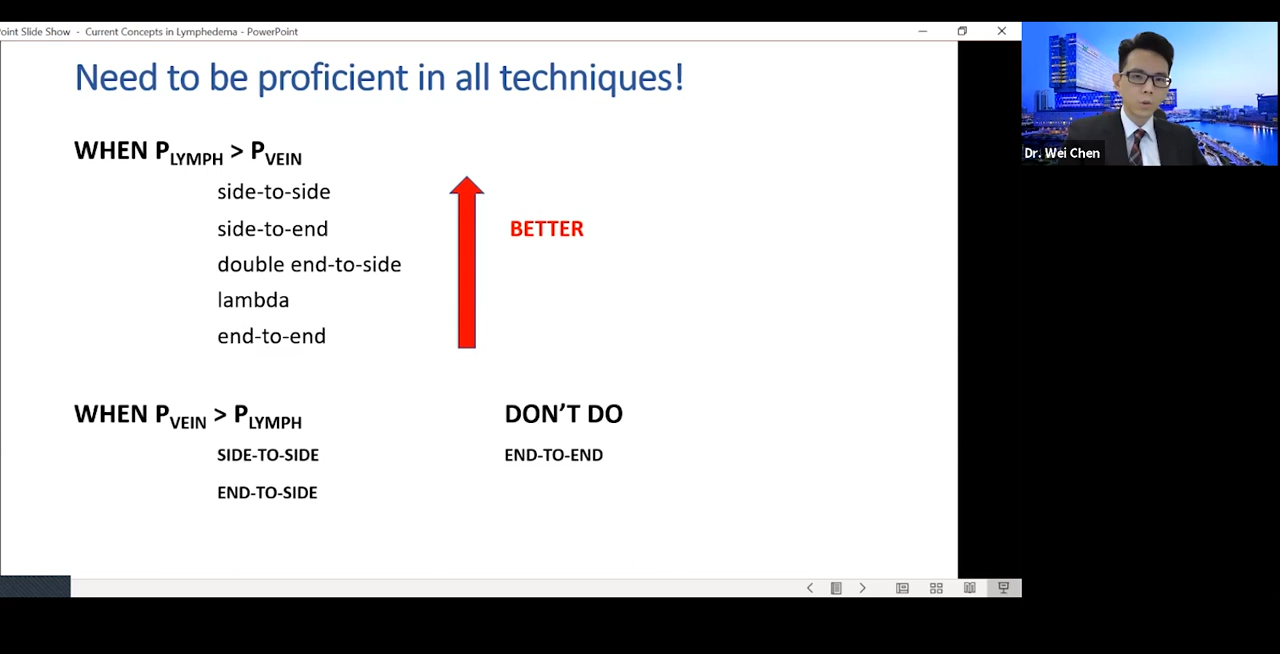 oint Slide Show - Current Concepts in Lymphedema - PowerPoint
Need to be proficient in all techniques!
WHEN PLYMPH > PVEIN
side-to-side
side-to-end
BETTER
double end-to-side
lambda
end-to-end
WHEN PVEIN > PLYMPH
DON'T DO
SIDE-TO-SIDE
END-TO-END
END-TO-SIDE
Dr. Wei Chen